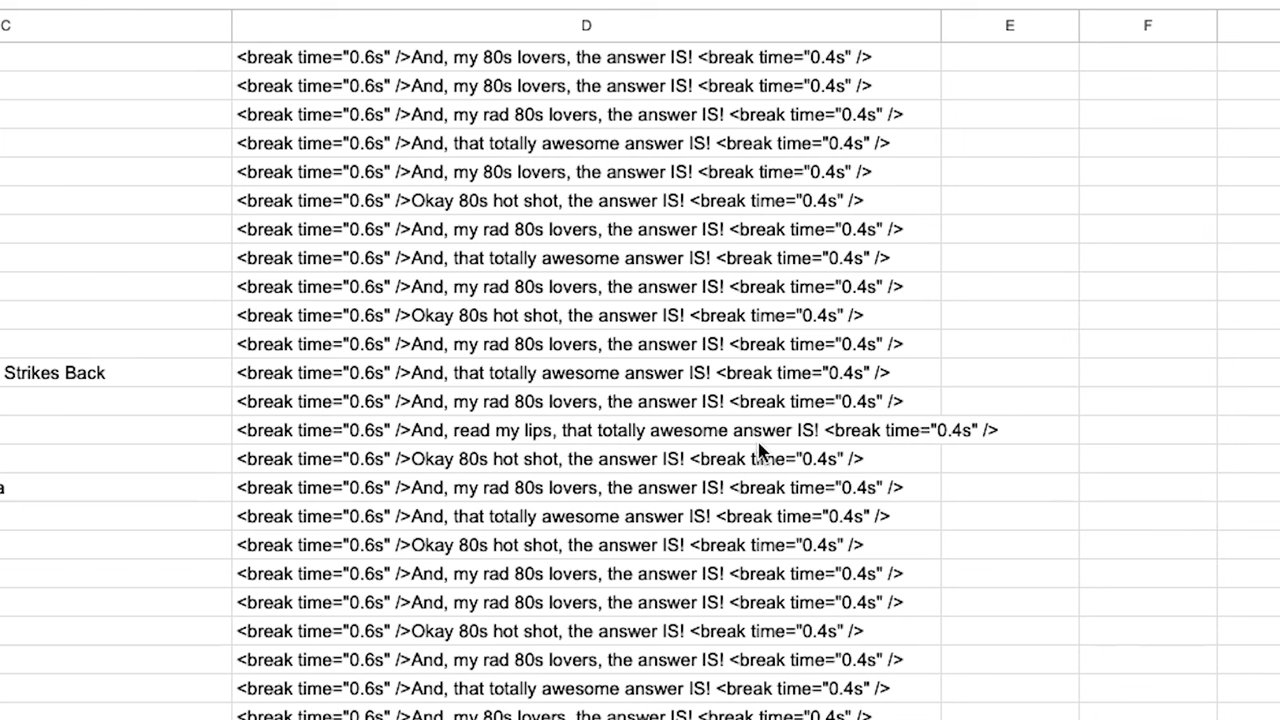 C D E F
<break time="0.6s" />And, my 80s lovers, the answer IS! <break time="0.4s" />
<break time="0.6s" />And, my 80s lovers, the answer IS! <break time="0.4s" />
<break time="0.6s" />And, my rad 80s lovers, the answer IS! <break time="0.4s" />
<break time="0.6s" />And, that totally awesome answer IS! <break time="0.4s" />
<break time="0.6s" />And, my 80s lovers, the answer IS! <break time="0.4s" />
<break time="0.6s" />Okay 80s hot shot, the answer IS! <break time="0.4s" />
<break time="0.6s" />And, my rad 80s lovers, the answer IS! <break time="0.4s" />
<break time="0.6s" />And, that totally awesome answer IS! <break time="0.4s" />
<break time="0.6s" />And, my rad 80s lovers, the answer IS! <break time="0.4s" />
<break time="0.6s" />Okay 80s hot shot, the answer IS! <break time="0.4s" />
<break time="0.6s" />And, my rad 80s lovers, the answer IS! <break time="0.4s" />
Strikes Back <break time="0.6s" />And, that totally awesome answer IS! <break time="0.4s" />
<break time="0.6s" />And, my rad 80s lovers, the answer IS! <break time="0.4s" />
<break time="0.6s" />And, read my lips, that totally awesome answer IS! <break time="0.4s" />
<break time="0.6s" />Okay 80s hot shot, the answer IS! <break time="0.4s" />
a <break time="0.6s" />And, my rad 80s lovers, the answer IS! <break time="0.4s" />
<break time="0.6s" />And, that totally awesome answer IS! <break time="0.4s" />
<break time="0.6s" />Okay 80s hot shot, the answer IS! <break time="0.4s" />
<break time="0.6s" />And, my rad 80s lovers, the answer IS! <break time="0.4s" />
<break time="0.6s" />And, my rad 80s lovers, the answer IS! <break time="0.4s" />
<break time="0.6s" />Okay 80s hot shot, the answer IS! <break time="0.4s" />
<break time="0.6s" />And, my rad 80s lovers, the answer IS! <break time="0.4s" />
<break time="0.6s" />And, that totally awesome answer IS! <break time="0.4s" />
<break time="0.6s" />And, my 80s lovers, the answer IS! <break time="0.4s" />